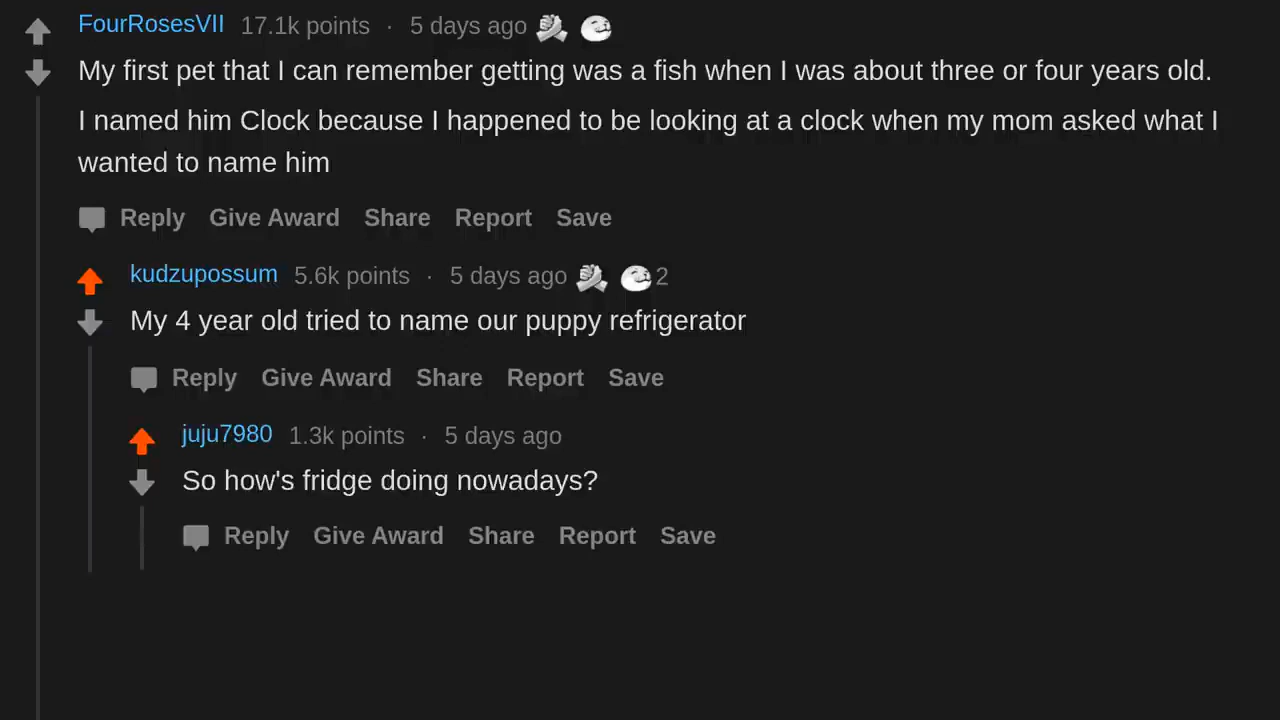 FourRosesVII 17.1k points · 5 days ago
My first pet that I can remember getting was a fish when I was about three or four years old.
I named him Clock because I happened to be looking at a clock when my mom asked what I
wanted to name him
Reply Give Award Share Report Save
kudzupossum 5.6k points · 5 days ago 2
My 4 year old tried to name our puppy refrigerator
Reply Give Award Share Report Save
juju7980 1.3k points · 5 days ago
So how's fridge doing nowadays?
Reply Give Award Share Report Save